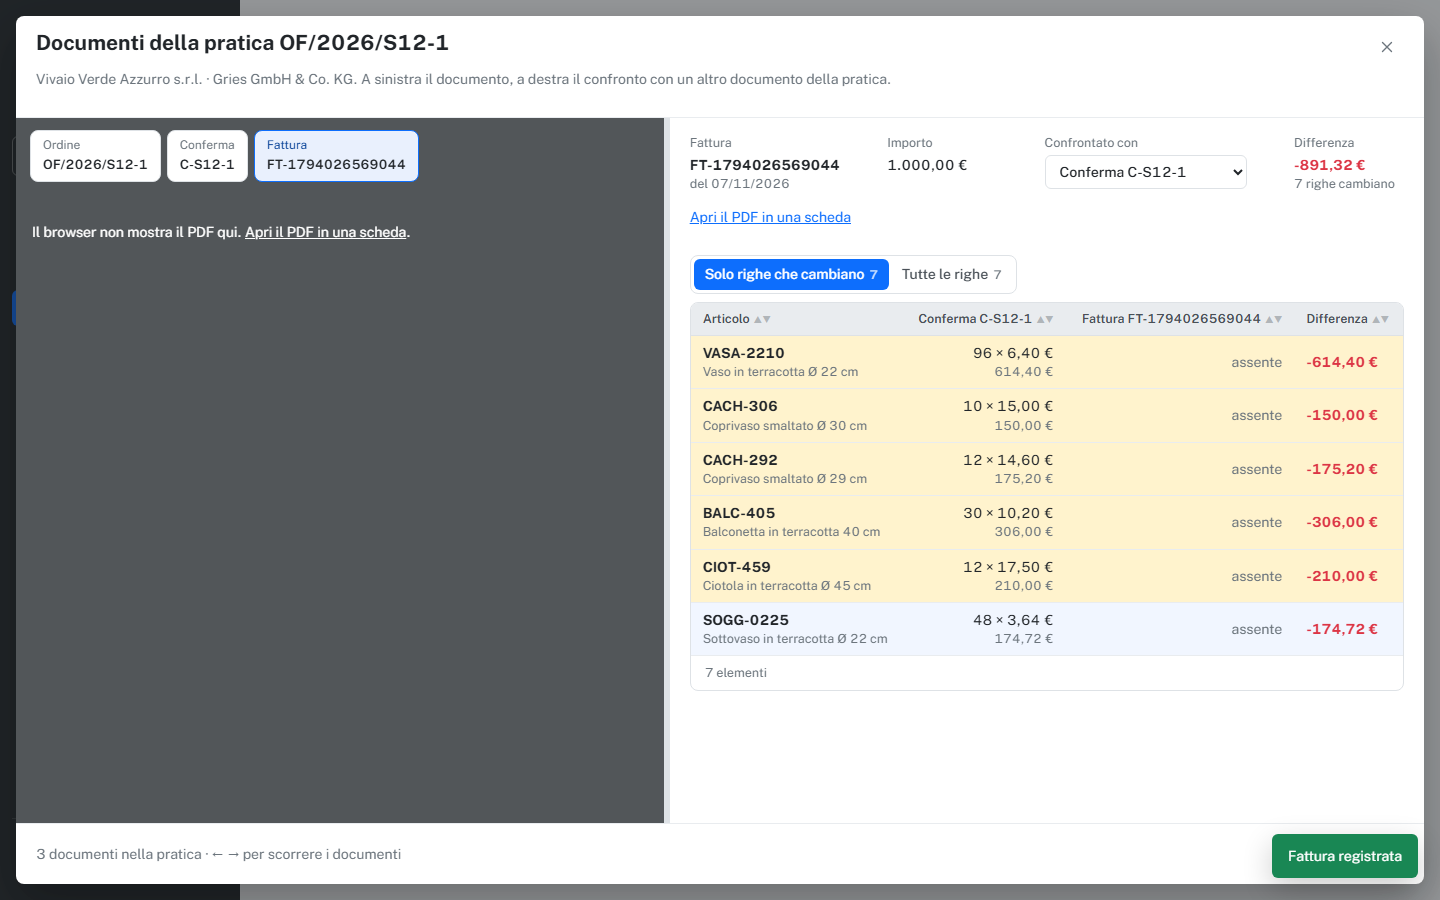 Documenti della pratica OF/2026/S12-1
Vivaio Verde Azzurro s.r.l. · Gries GmbH & Co. KG. A sinistra il documento, a destra il confronto con un altro documento della pratica.
Ordine
OF/2026/S12-1
Conferma
C-S12-1
Fattura
FT-1794026569044
Il browser non mostra il PDF qui. Apri il PDF in una scheda.
Fattura
FT-1794026569044
del 07/11/2026
Importo
1.000,00 €
Confrontato con
Conferma C-S12-1
Differenza
-891,32 €
7 righe cambiano
Apri il PDF in una scheda
Solo righe che cambiano 7
Tutte le righe 7
Articolo ▲▼ Conferma C-S12-1 ▲▼ Fattura FT-1794026569044 ▲▼ Differenza ▲▼
VASA-2210 96 × 6,40 € assente -614,40 €
Vaso in terracotta Ø 22 cm 614,40 €
CACH-306 10 × 15,00 € assente -150,00 €
Coprivaso smaltato Ø 30 cm 150,00 €
CACH-292 12 × 14,60 € assente -175,20 €
Coprivaso smaltato Ø 29 cm 175,20 €
BALC-405 30 × 10,20 € assente -306,00 €
Balconetta in terracotta 40 cm 306,00 €
CIOT-459 12 × 17,50 € assente -210,00 €
Ciotola in terracotta Ø 45 cm 210,00 €
SOGG-0225 48 × 3,64 € assente -174,72 €
Sottovaso in terracotta Ø 22 cm 174,72 €
7 elementi
3 documenti nella pratica · ← → per scorrere i documenti
Fattura registrata